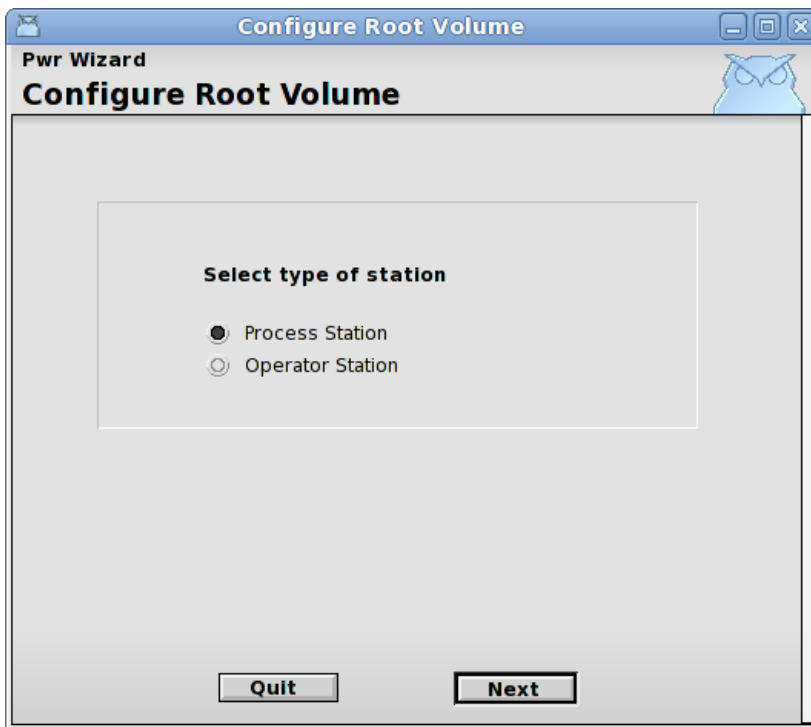 Configure Root Volume
Pwr Wizard
Configure Root Volume
Select type of station
Process Station
Operator Station
Quit
Next